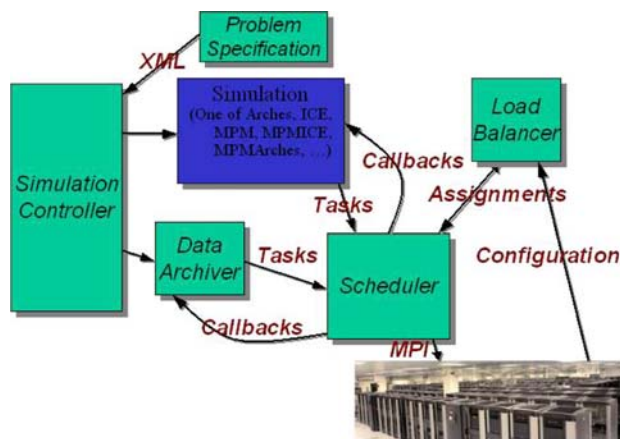 Problem
Specification
XML
Simulation
(One of Arches, ICE,
MPM, MPMICE,
MPMArches, ...)
Load
Balancer
Callbacks
Simulation
Controller
Tasks
Assignments
Data
Archiver
Tasks
Scheduler
Configuration
Callbacks
MPI